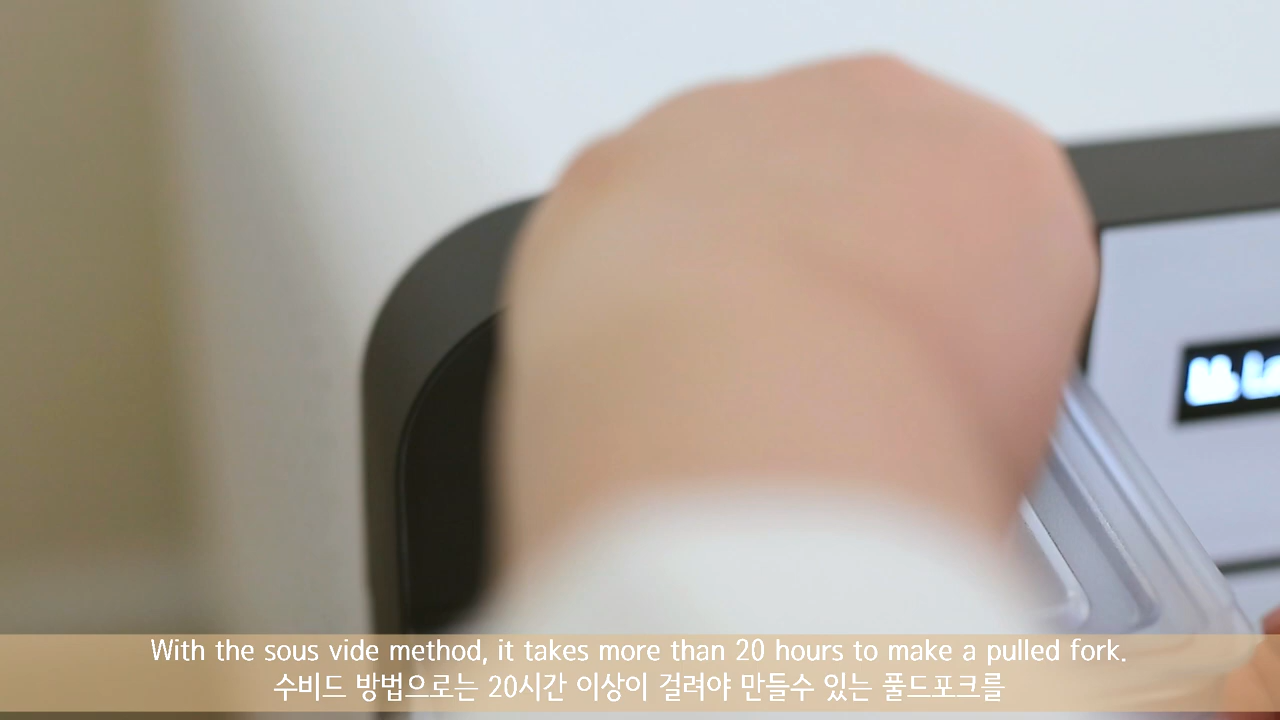 With the sous vide method, it takes more than 20 hours to make a pulled fork.
수비드 방법으로는 20시간 이상이 걸려야 만들수 있는 풀드포크를